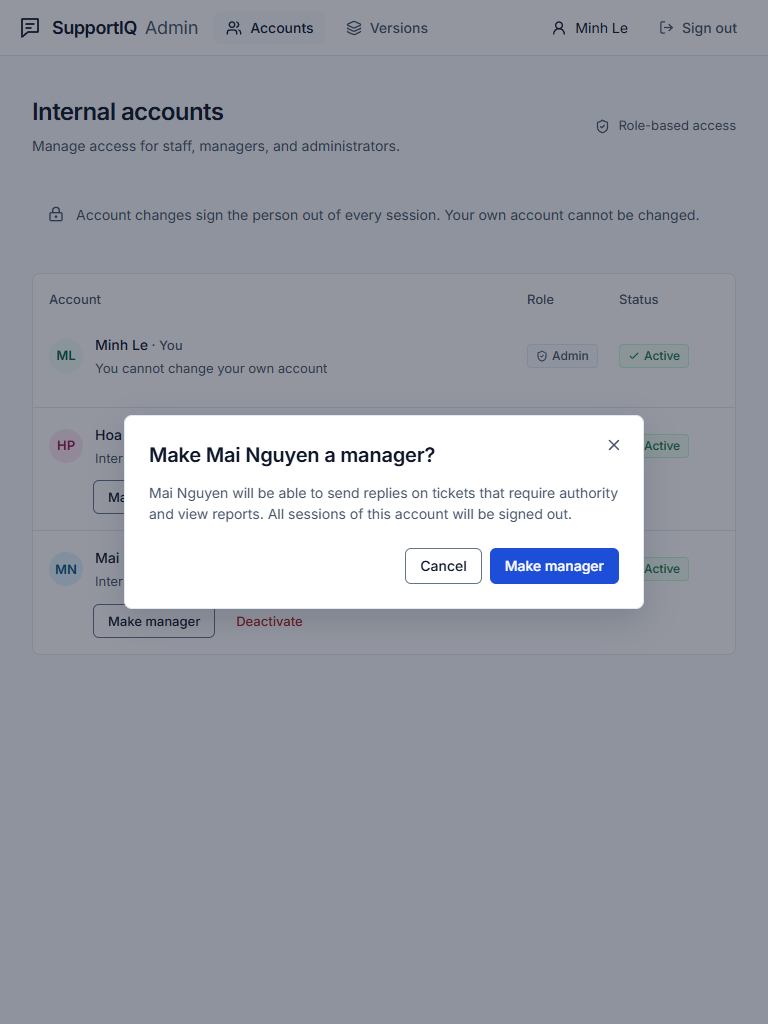 SupportIQ Admin Accounts Versions Minh Le Sign out
Internal accounts
Role-based access
Manage access for staff, managers, and administrators.
Account changes sign the person out of every session. Your own account cannot be changed.
Account Role Status
ML Minh Le · You Admin Active
You cannot change your own account
HP Hoa Active
Make Mai Nguyen a manager?
Mai Nguyen will be able to send replies on tickets that require authority
and view reports. All sessions of this account will be signed out.
Cancel Make manager
MN Mai Active
Make manager Deactivate